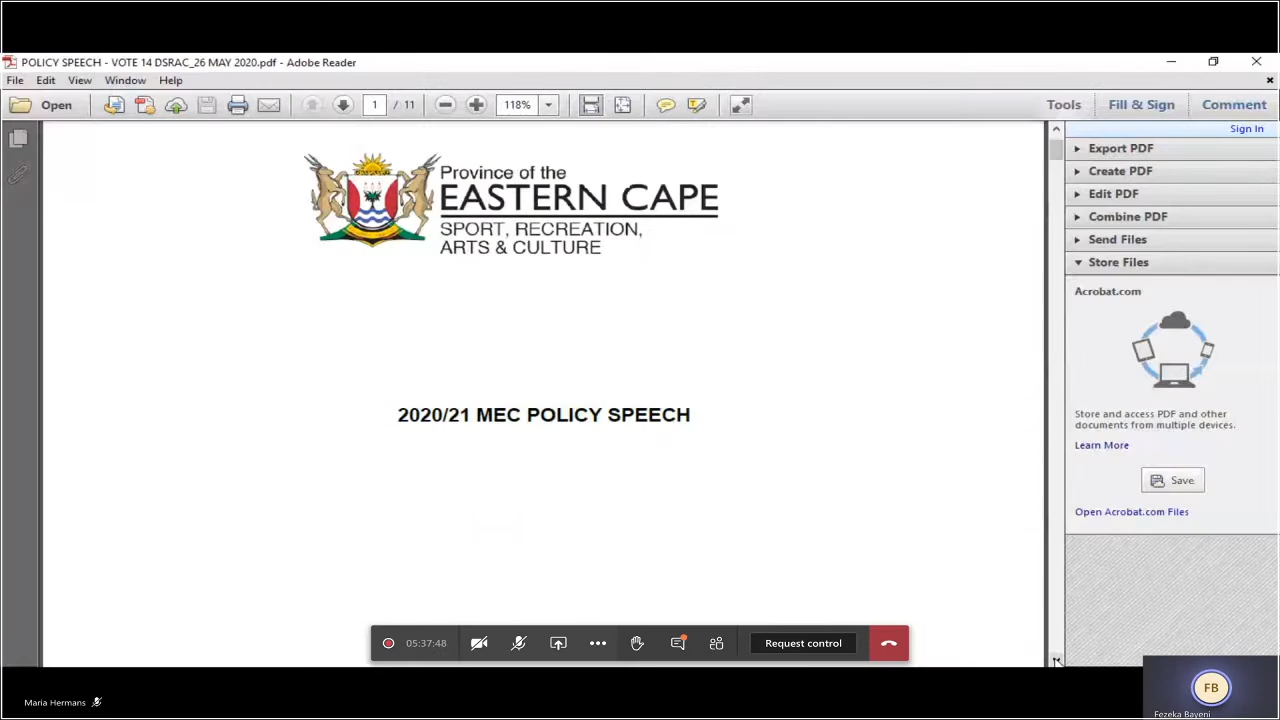 POLICY SPEECH - VOTE 14 DSRAC_26 MAY 2020.pdf - Adobe Reader
File Edit View Window Help
Open 1 / 11 118% Tools Fill & Sign Comment
Sign In
Export PDF
Create PDF
Edit PDF
Combine PDF
Send Files
Store Files
Acrobat.com
Store and access PDF and other
documents from multiple devices.
Learn More
Save
Open Acrobat.com Files
Province of the
EASTERN CAPE
SPORT, RECREATION,
ARTS & CULTURE
2020/21 MEC POLICY SPEECH
05:37:48 Request control
Maria Hermans
FB
Fezeka Bayeni